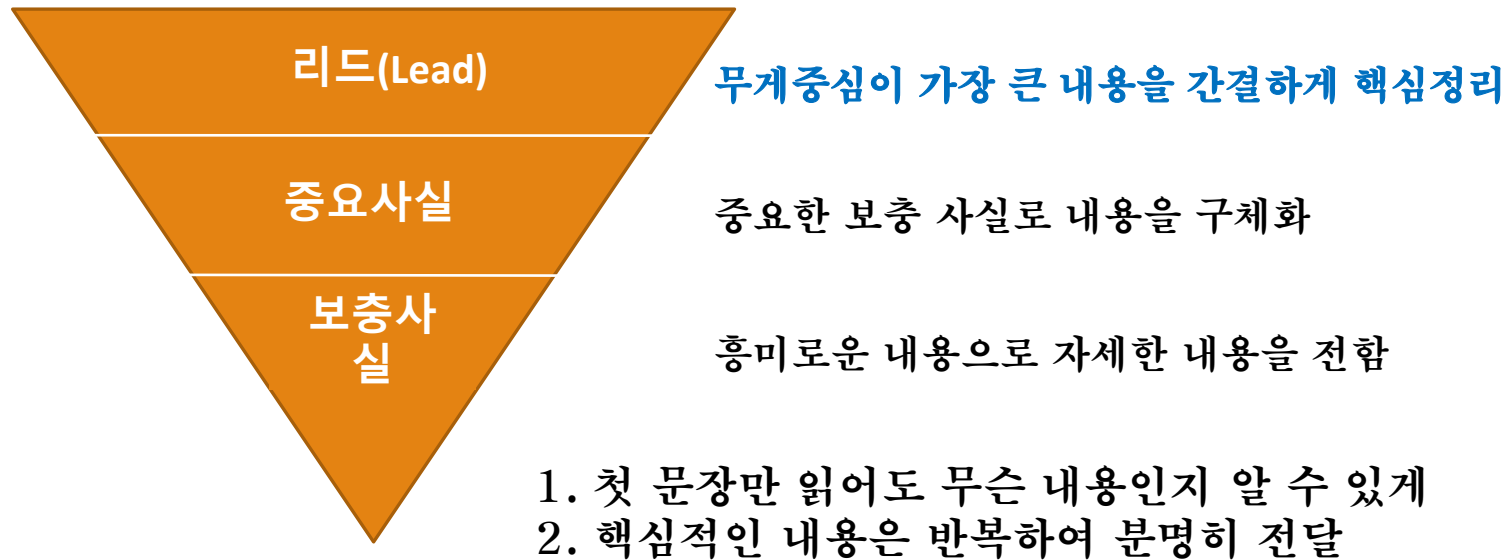 리드(Lead)
무게중심이 가장 큰 내용을 간결하게 핵심정리
중요사실
중요한 보충 사실로 내용을 구체화
보충사
실
흥미로운 내용으로 자세한 내용을 전함
1. 첫 문장만 읽어도 무슨 내용인지 알 수 있게
2. 핵심적인 내용은 반복하여 분명히 전달